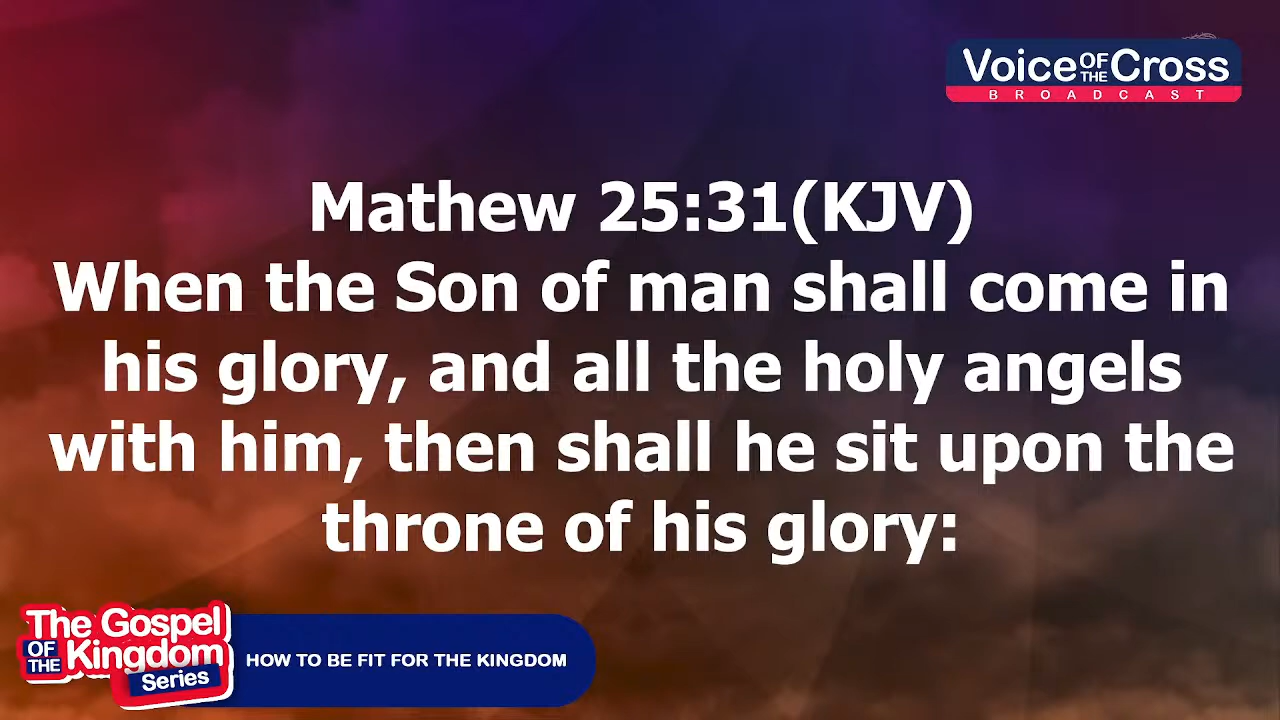 Voice OF THE Cross
BROADCAST
Mathew 25:31(KJV)
When the Son of man shall come in
his glory, and all the holy angels
with him, then shall he sit upon the
throne of his glory:
The Gospel
OF THE Kingdom
Series
HOW TO BE FIT FOR THE KINGDOM